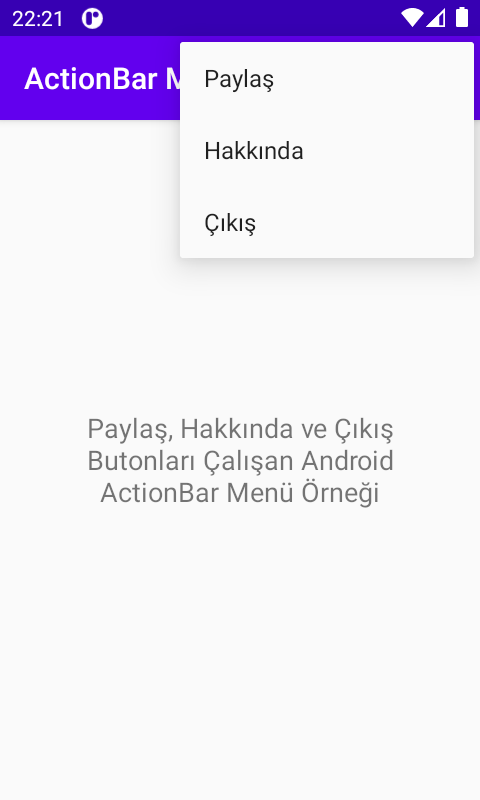 22:21
ActionBar
Paylaş
Hakkında
Çıkış
Paylaş, Hakkında ve Çıkış
Butonları Çalışan Android
ActionBar Menü Örneği